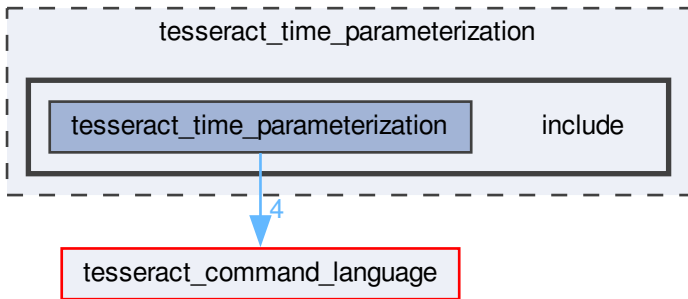 tesseract_time_parameterization
tesseract_time_parameterization
include
4
tesseract_command_language